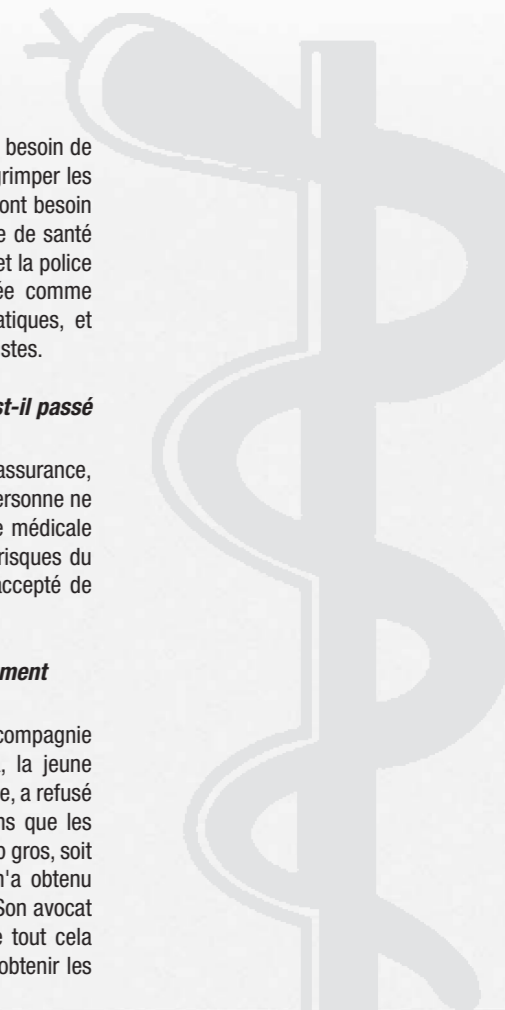 besoin de
grimper les
ont besoin
e de santé
et la police
ée comme
atiques, et
stes.
st-il passé
assurance,
ersonne ne
e médicale
risques du
accepté de
ment
compagnie
, la jeune
e, a refusé
ns que les
o gros, soit
n'a obtenu
Son avocat
e tout cela
obtenir les